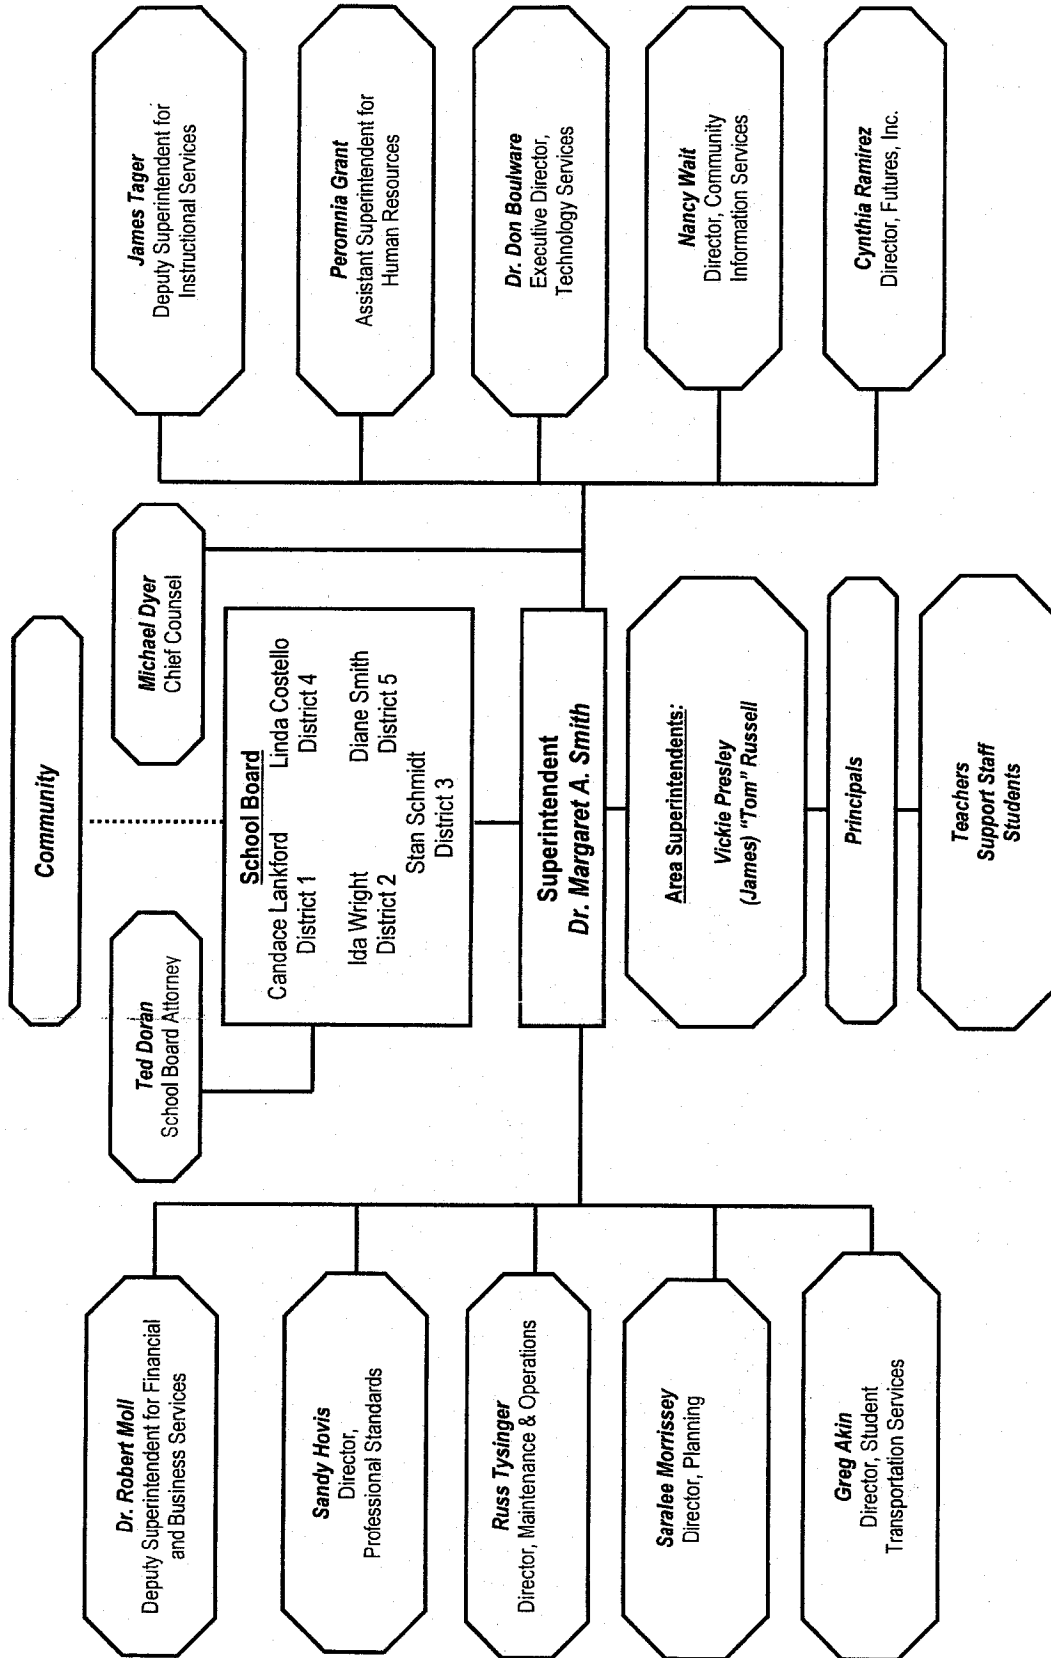 Community
Ted Doran
School Board Attorney
Michael Dyer
Chief Counsel
School Board
Candace Lankford
District 1
Linda Costello
District 4
Ida Wright
District 2
Diane Smith
District 5
Stan Schmidt
District 3
Superintendent
Dr. Margaret A. Smith
Area Superintendents:
Vickie Presley
(James) "Tom" Russell
Principals
Teachers
Support Staff
Students
Dr. Robert Moll
Deputy Superintendent for Financial
and Business Services
Sandy Hovis
Director,
Professional Standards
Russ Tysinger
Director, Maintenance & Operations
Saralee Morrissey
Director, Planning
Greg Akin
Director, Student
Transportation Services
James Tager
Deputy Superintendent for
Instructional Services
Peromnia Grant
Assistant Superintendent for
Human Resources
Dr. Don Boulware
Executive Director,
Technology Services
Nancy Wait
Director, Community
Information Services
Cynthia Ramirez
Director, Futures, Inc.